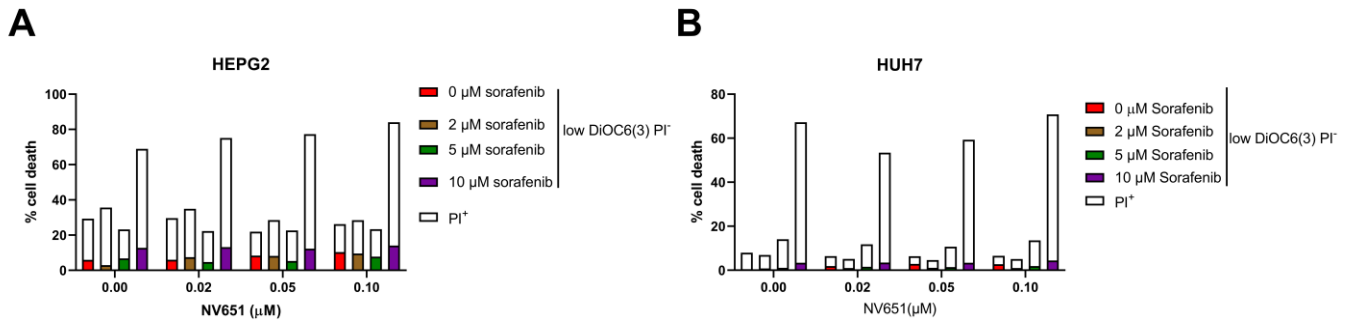 A
HEPG2
% cell death
100
80
60
40
20
0
0.00 0.02 0.05 0.10
NV651 (μM)
0 μM sorafenib
2 μM sorafenib
5 μM sorafenib
10 μM sorafenib
low DiOC6(3) PI⁻
PI⁺
B
HUH7
% cell death
80
60
40
20
0
0.00 0.02 0.05 0.10
NV651(μM)
0 μM Sorafenib
2 μM Sorafenib
5 μM Sorafenib
10 μM Sorafenib
low DiOC6(3) PI⁻
PI⁺